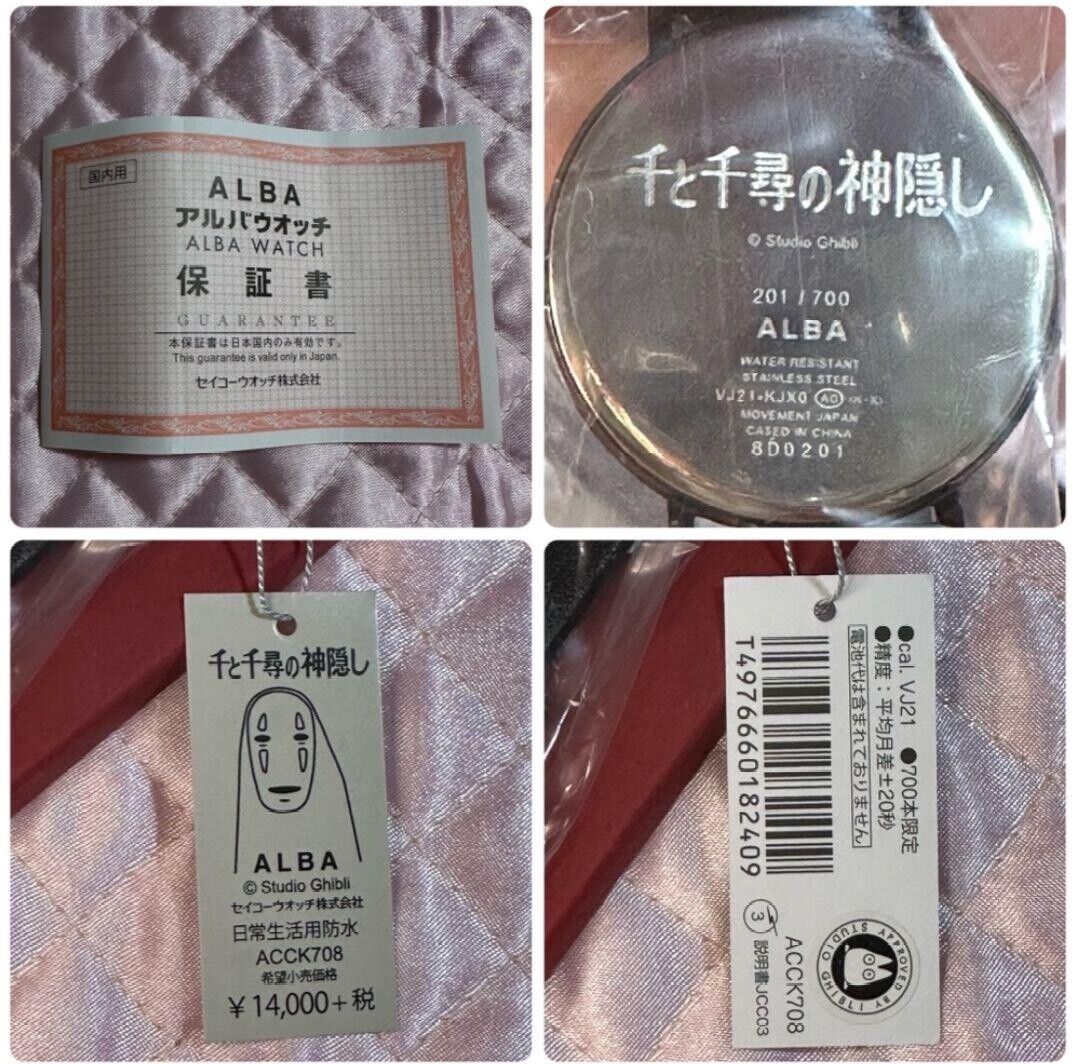 国内用
ALBA
アルバウオッチ
ALBA WATCH
保証書
GUARANTEE
本保証書は日本国内のみ有効です。
This guarantee is valid only in Japan.
セイコーウオッチ株式会社
千と千尋の神隠し
© Studio Ghibli
201 / 700
ALBA
WATER RESISTANT
STAINLESS STEEL
VJ21-KJX0 AO
MOVEMENT JAPAN
CASED IN CHINA
8D0201
千と千尋の神隠し
ALBA
© Studio Ghibli
セイコーウオッチ株式会社
日常生活用防水
ACCK708
希望小売価格
¥14,000+税
●cal. VJ21 ●700本限定
●精度:平均月差±20秒
電池代は含まれておりません
T4976660182409
ACCK708
3 説明書JCC03
APPROVED BY STUDIO GHIBLI